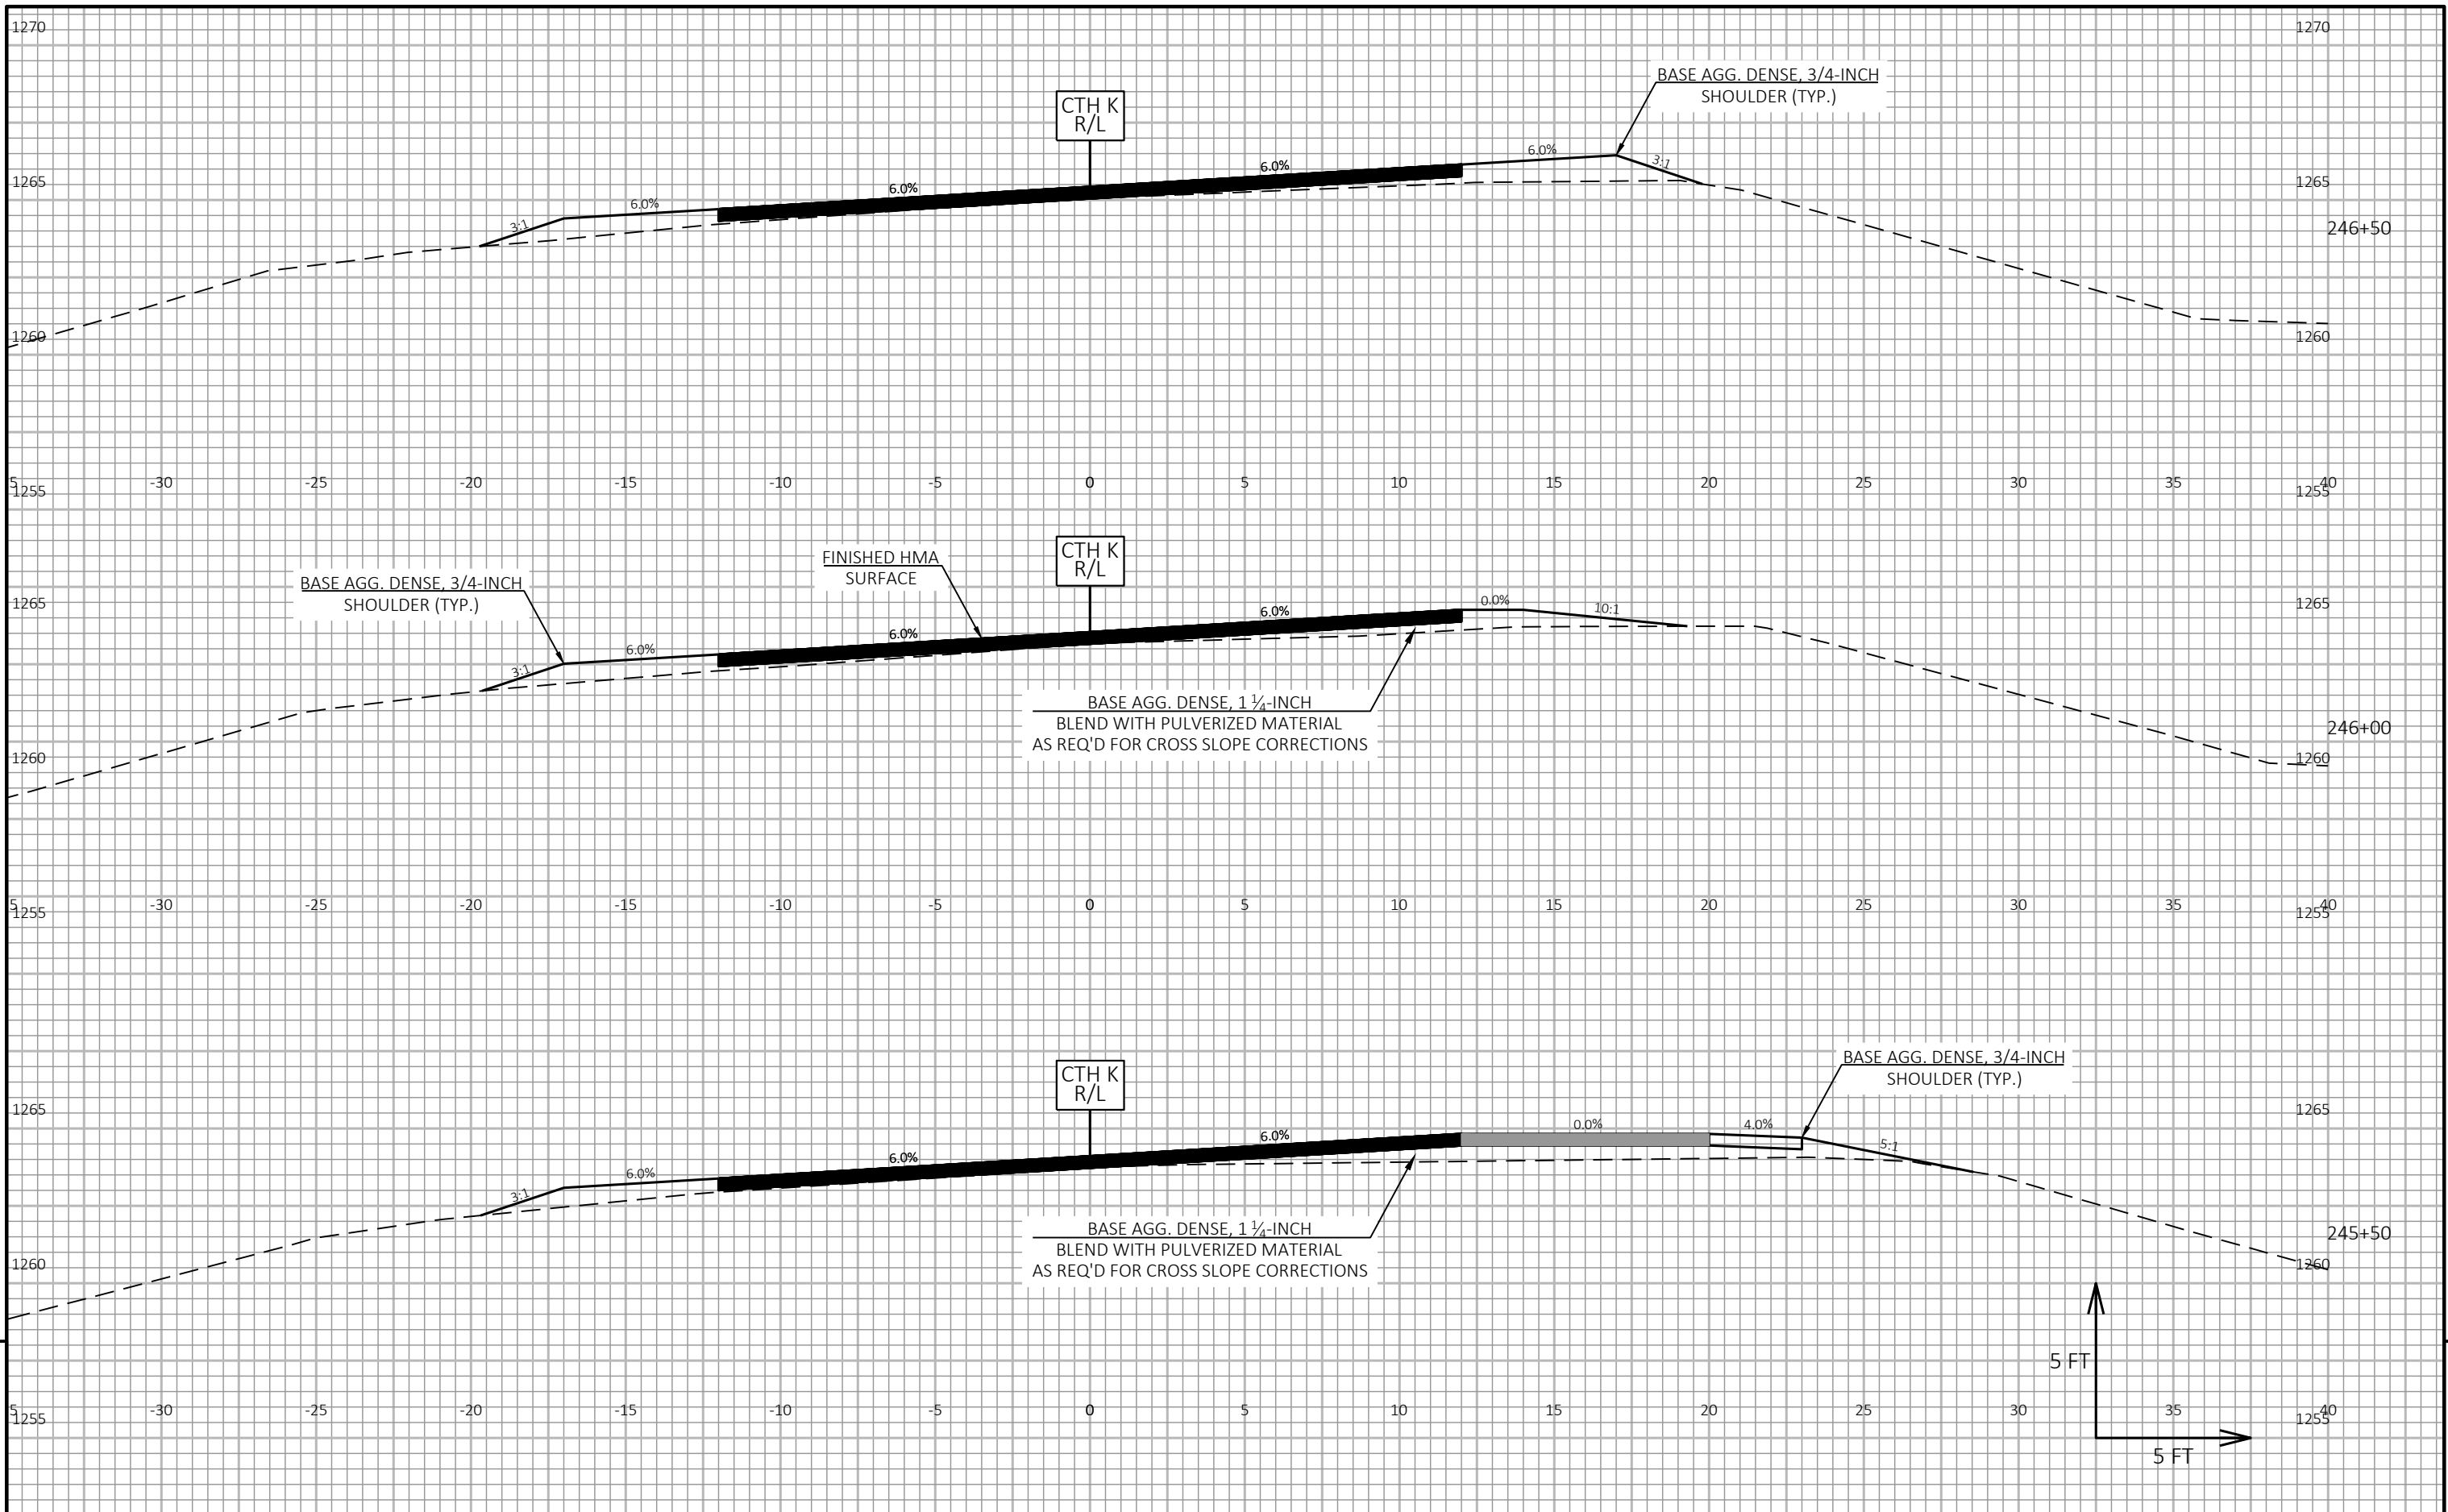 1270 1270
BASE AGG. DENSE, 3/4-INCH
SHOULDER (TYP.)
CTH K
R/L
6.0% 3:1
6.0%
1265 6.0% 1265
6.0%
3:1
246+50
1260 1260
5 -30 -25 -20 -15 -10 -5 0 5 10 15 20 25 30 35 40
1255 1255
CTH K
R/L
FINISHED HMA
SURFACE
BASE AGG. DENSE, 3/4-INCH
SHOULDER (TYP.)
1265 0.0% 10:1 1265
6.0%
6.0%
6.0%
3:1
BASE AGG. DENSE, 1 ¼-INCH
BLEND WITH PULVERIZED MATERIAL
AS REQ'D FOR CROSS SLOPE CORRECTIONS
246+00
1260 1260
5 -30 -25 -20 -15 -10 -5 0 5 10 15 20 25 30 35 40
1255 1255
BASE AGG. DENSE, 3/4-INCH
SHOULDER (TYP.)
CTH K
R/L
1265 1265
6.0% 0.0% 4.0%
5:1
6.0%
6.0%
3:1
BASE AGG. DENSE, 1 ¼-INCH
BLEND WITH PULVERIZED MATERIAL
AS REQ'D FOR CROSS SLOPE CORRECTIONS
245+50
1260 1260
5 FT
5 -30 -25 -20 -15 -10 -5 0 5 10 15 20 25 30 35 40
1255 1255
5 FT